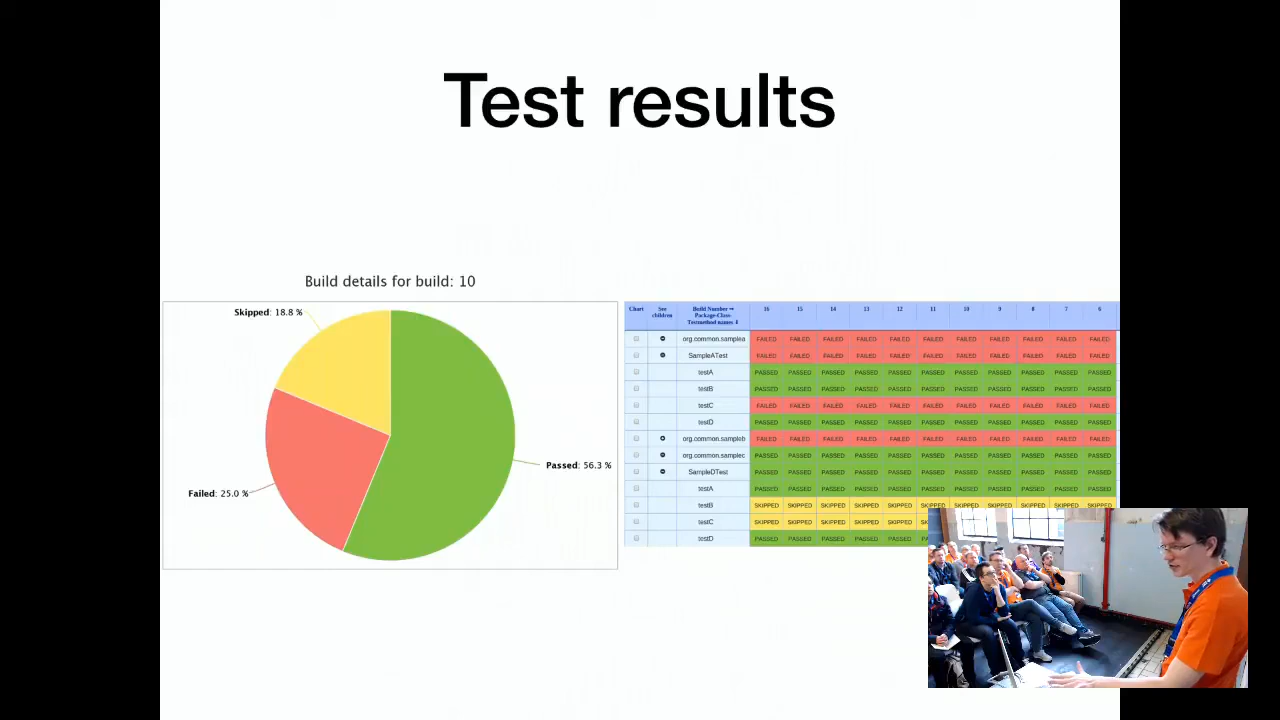 Test results
Build details for build: 10
Skipped: 18.8 %
Passed: 56.3 %
Failed: 25.0 %
Chart See children Build Number ⇒ Package-Class-Testmethod names ⇓ 16 15 14 13 12 11 10 9 8 7 6
org.common.samplea FAILED FAILED FAILED FAILED FAILED FAILED FAILED FAILED FAILED FAILED FAILED
SampleATest FAILED FAILED FAILED FAILED FAILED FAILED FAILED FAILED FAILED FAILED FAILED
testA PASSED PASSED PASSED PASSED PASSED PASSED PASSED PASSED PASSED PASSED PASSED
testB PASSED PASSED PASSED PASSED PASSED PASSED PASSED PASSED PASSED PASSED PASSED
testC FAILED FAILED FAILED FAILED FAILED FAILED FAILED FAILED FAILED FAILED FAILED
testD PASSED PASSED PASSED PASSED PASSED PASSED PASSED PASSED PASSED PASSED PASSED
org.common.sampleb FAILED FAILED FAILED FAILED FAILED FAILED FAILED FAILED FAILED FAILED FAILED
org.common.samplec PASSED PASSED PASSED PASSED PASSED PASSED PASSED PASSED PASSED PASSED PASSED
SampleDTest PASSED PASSED PASSED PASSED PASSED PASSED PASSED PASSED PASSED PASSED PASSED
testA PASSED PASSED PASSED PASSED PASSED PASSED PASSED PASSED PASSED PASSED PASSED
testB SKIPPED SKIPPED SKIPPED SKIPPED SKIPPED SKIPPED SKIPPED SKIPPED SKIPPED SKIPPED SKIPPED
testC SKIPPED SKIPPED SKIPPED SKIPPED SKIPPED
testD PASSED PASSED PASSED PASSED PASSED